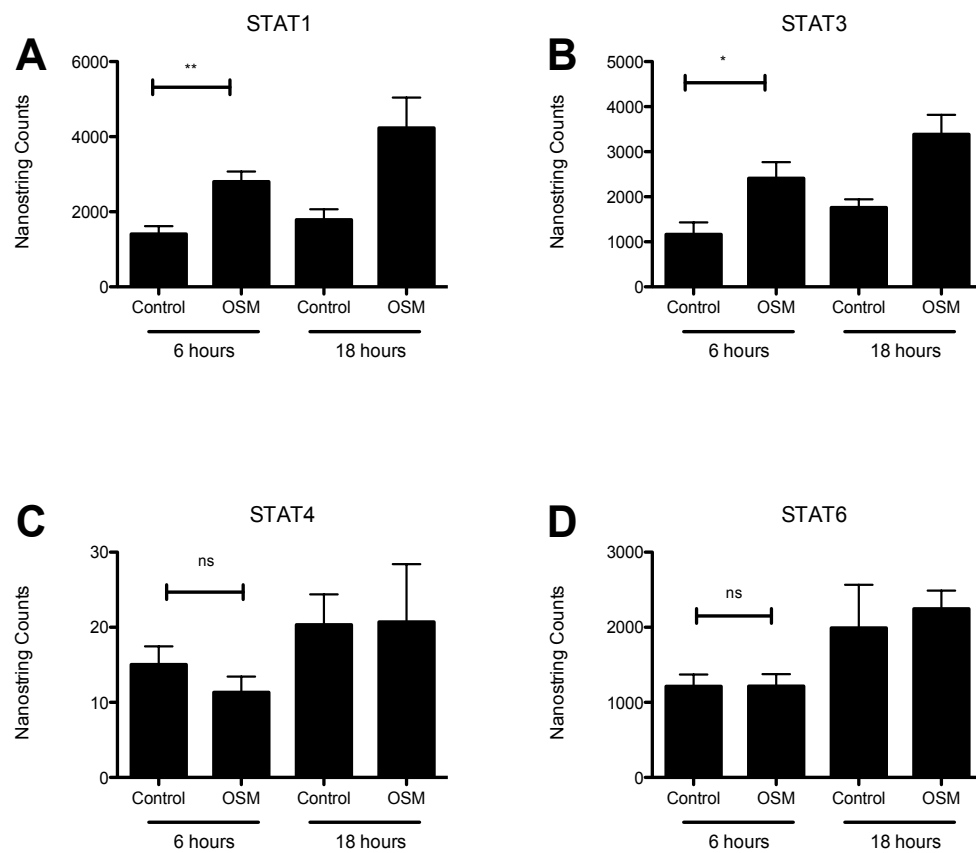 A
STAT1
Nanostring Counts
6000
4000
2000
0
**
Control OSM Control OSM
6 hours 18 hours
B
STAT3
Nanostring Counts
5000
4000
3000
2000
1000
0
*
Control OSM Control OSM
6 hours 18 hours
C
STAT4
Nanostring Counts
30
20
10
0
ns
Control OSM Control OSM
6 hours 18 hours
D
STAT6
Nanostring Counts
3000
2000
1000
0
ns
Control OSM Control OSM
6 hours 18 hours